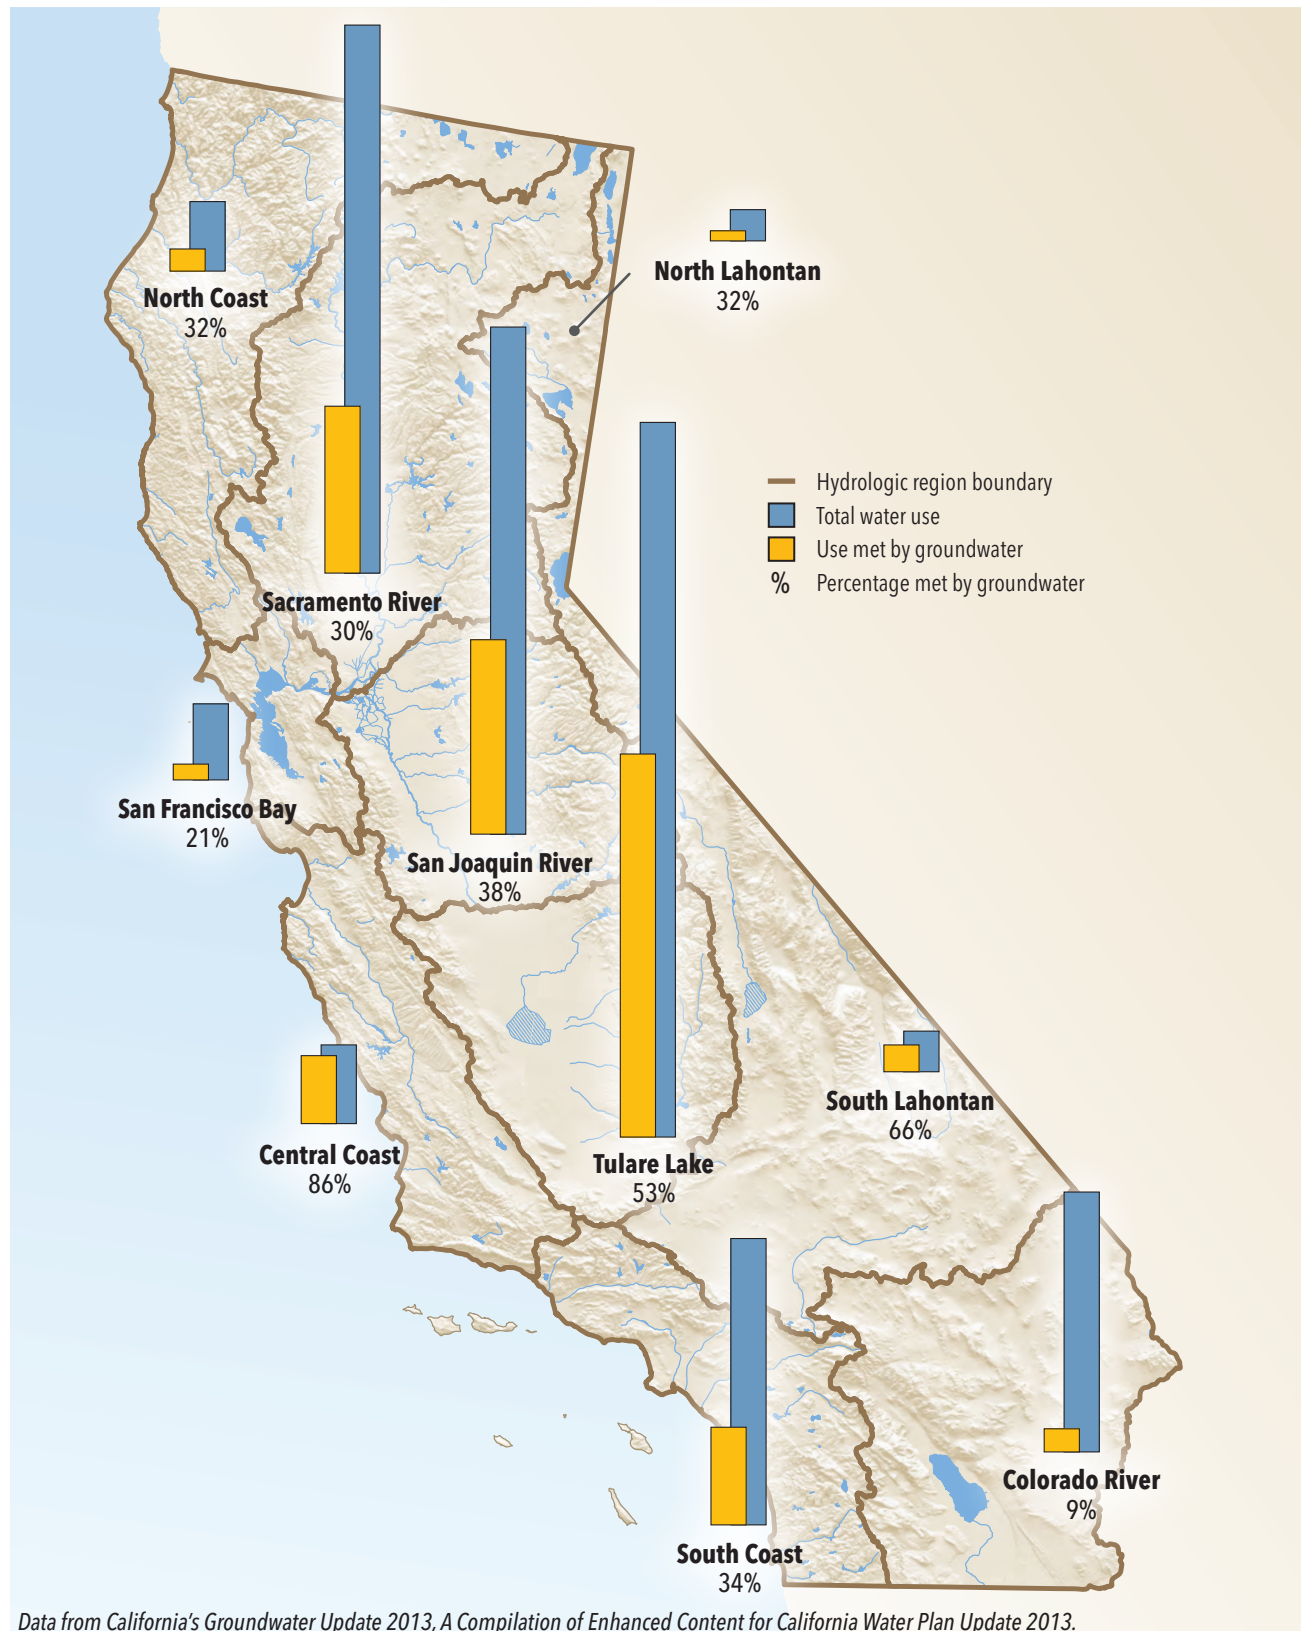 North Coast
32%
North Lahontan
32%
Hydrologic region boundary
Total water use
Use met by groundwater
% Percentage met by groundwater
Sacramento River
30%
San Francisco Bay
21%
San Joaquin River
38%
South Lahontan
66%
Central Coast
86%
Tulare Lake
53%
Colorado River
9%
South Coast
34%
Data from California's Groundwater Update 2013, A Compilation of Enhanced Content for California Water Plan Update 2013.